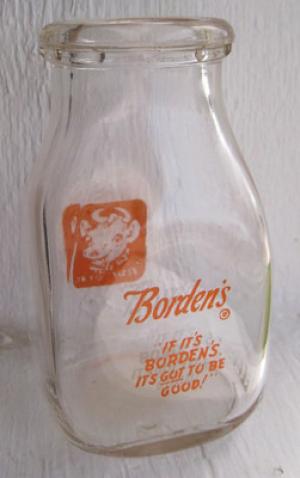 Borden's ®
"IF IT'S
BORDEN'S,
IT'S GOT TO BE
GOOD!"